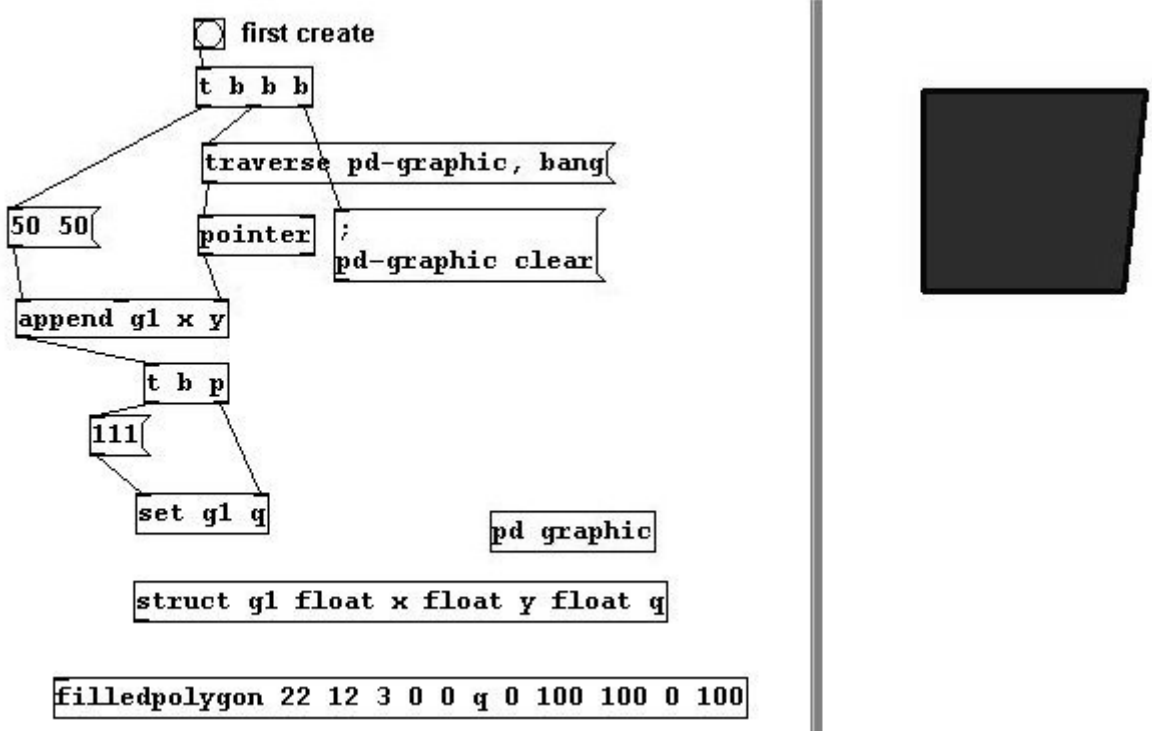 first create
t b b b
traverse pd-graphic, bang
50 50
pointer
;
pd-graphic clear
append g1 x y
t b p
111
set g1 q
pd graphic
struct g1 float x float y float q
filledpolygon 22 12 3 0 0 q 0 100 100 0 100